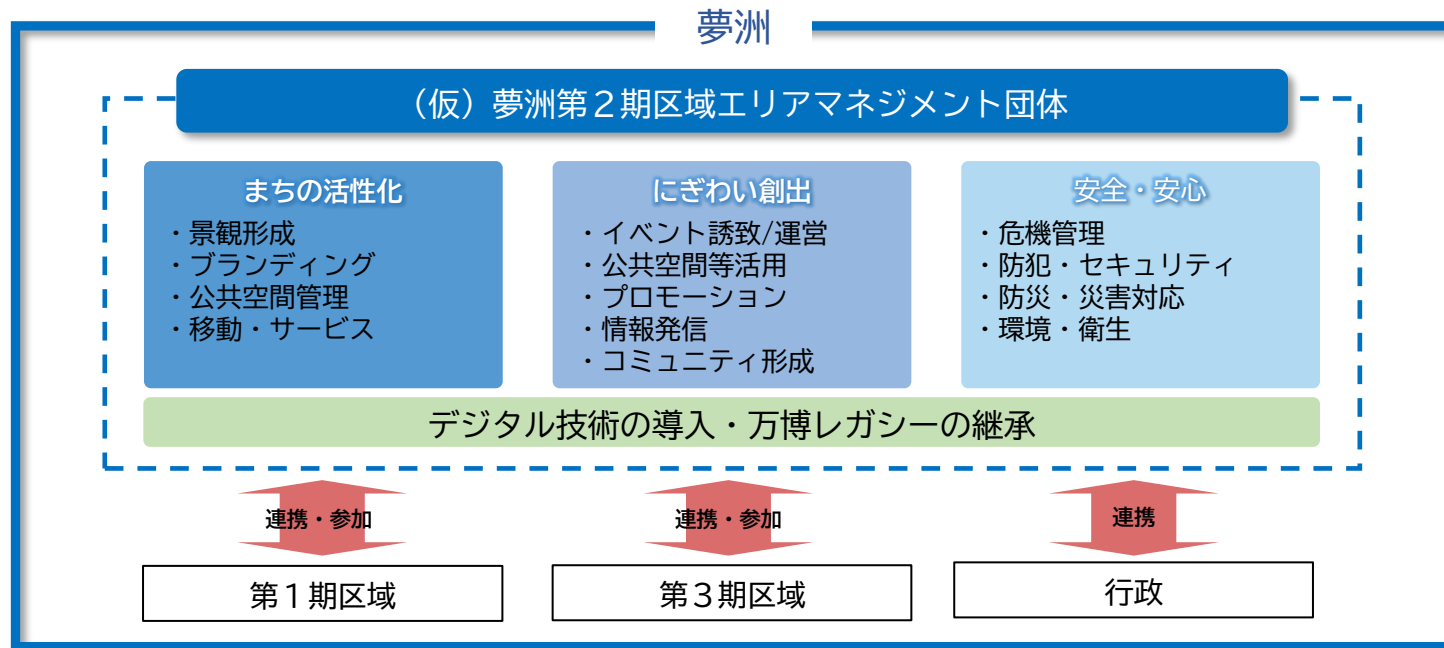 夢洲
（仮）夢洲第２期区域エリアマネジメント団体
まちの活性化
・景観形成
・ブランディング
・公共空間管理
・移動・サービス
にぎわい創出
・イベント誘致/運営
・公共空間等活用
・プロモーション
・情報発信
・コミュニティ形成
安全・安心
・危機管理
・防犯・セキュリティ
・防災・災害対応
・環境・衛生
デジタル技術の導入・万博レガシーの継承
連携・参加
連携・参加
連携
第１期区域
第３期区域
行政